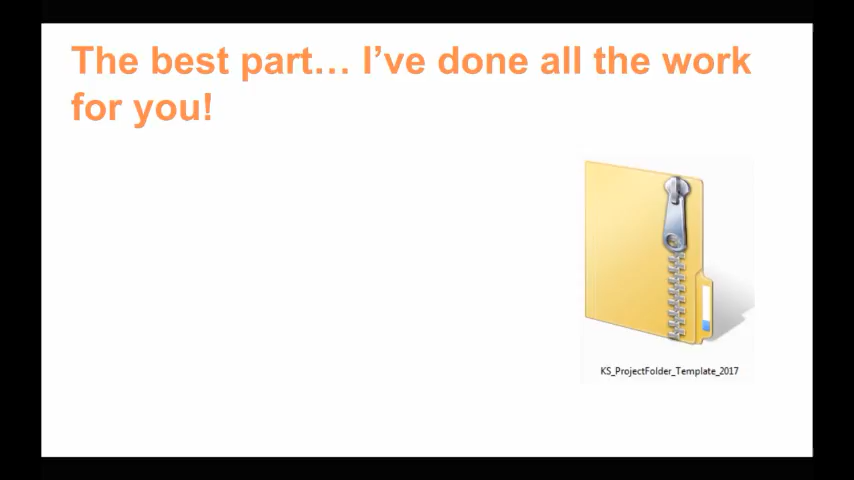 The best part… I’ve done all the work
for you!
KS_ProjectFolder_Template_2017